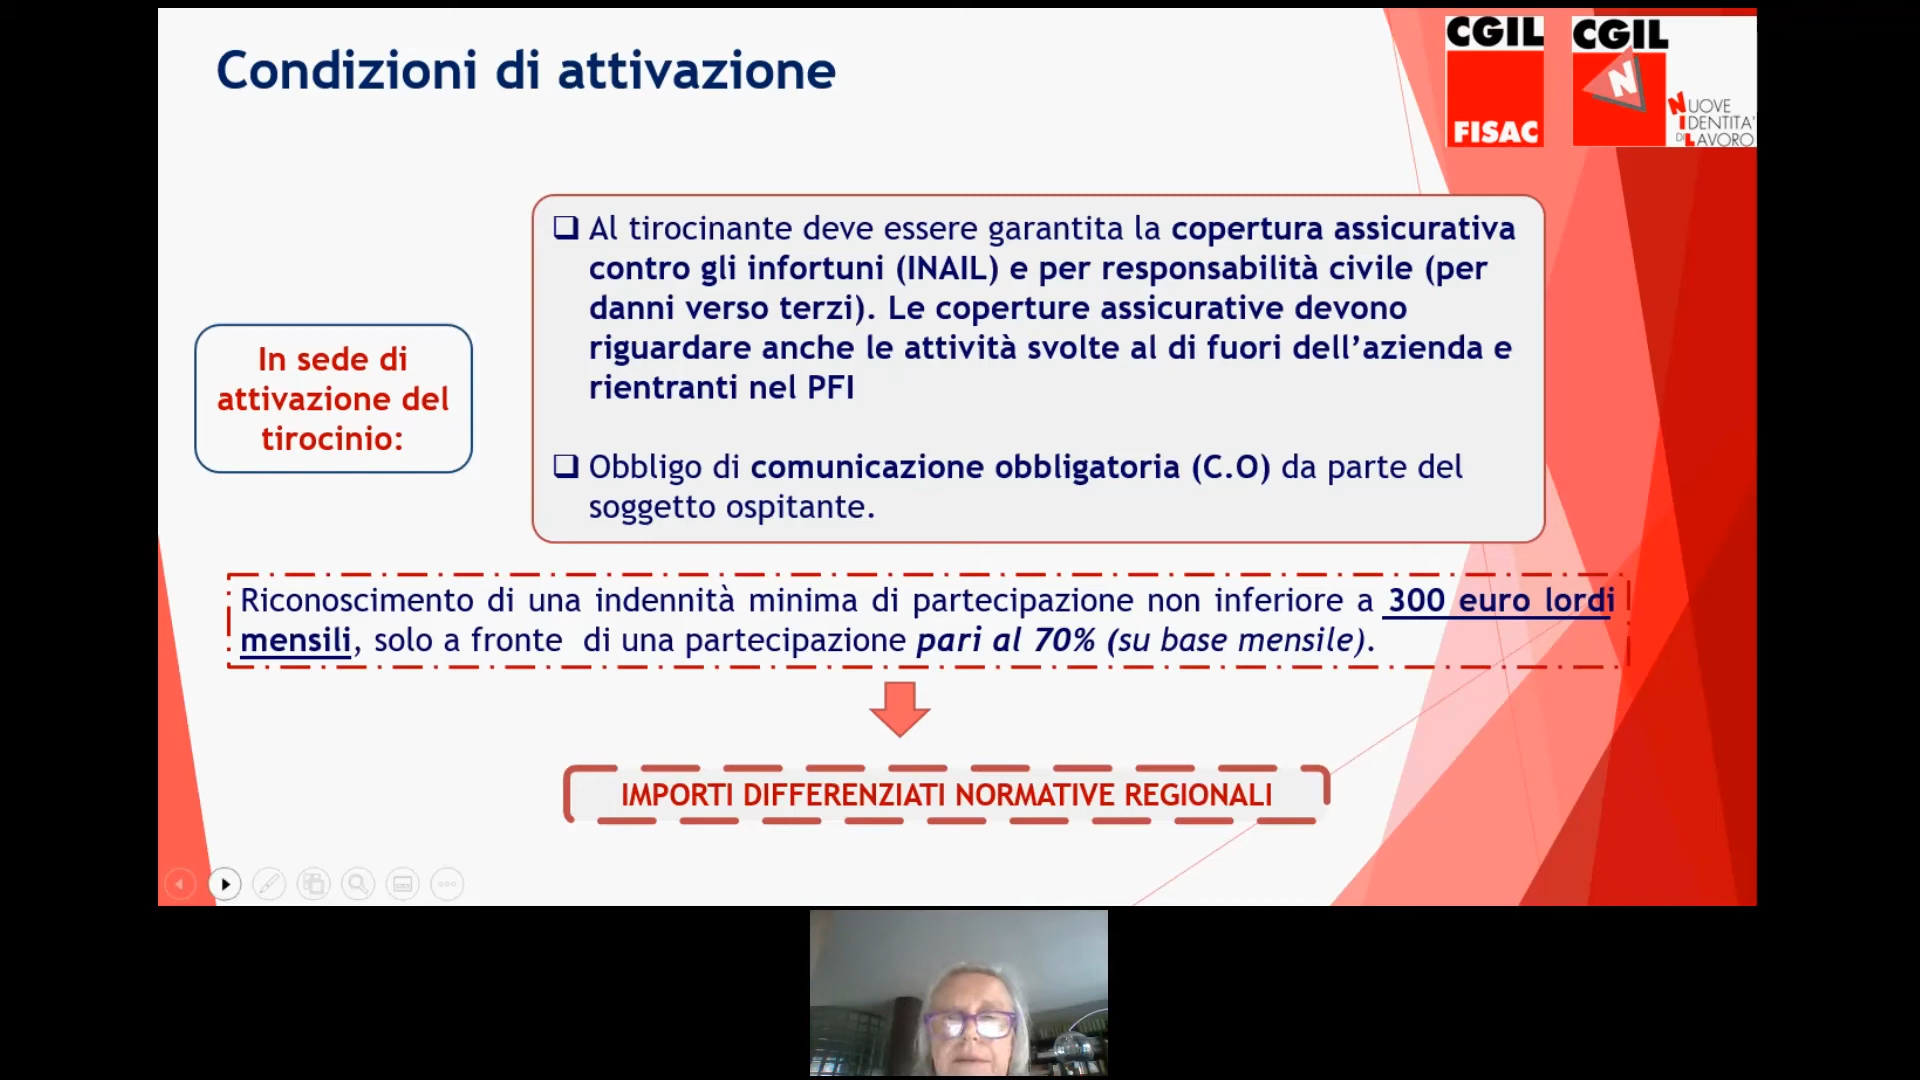 Condizioni di attivazione
CGIL
FISAC
CGIL
N
NUOVE
IDENTITA'
DI LAVORO
In sede di
attivazione del
tirocinio:
❑ Al tirocinante deve essere garantita la copertura assicurativa
contro gli infortuni (INAIL) e per responsabilità civile (per
danni verso terzi). Le coperture assicurative devono
riguardare anche le attività svolte al di fuori dell’azienda e
rientranti nel PFI
❑ Obbligo di comunicazione obbligatoria (C.O) da parte del
soggetto ospitante.
Riconoscimento di una indennità minima di partecipazione non inferiore a 300 euro lordi
mensili, solo a fronte di una partecipazione pari al 70% (su base mensile).
IMPORTI DIFFERENZIATI NORMATIVE REGIONALI